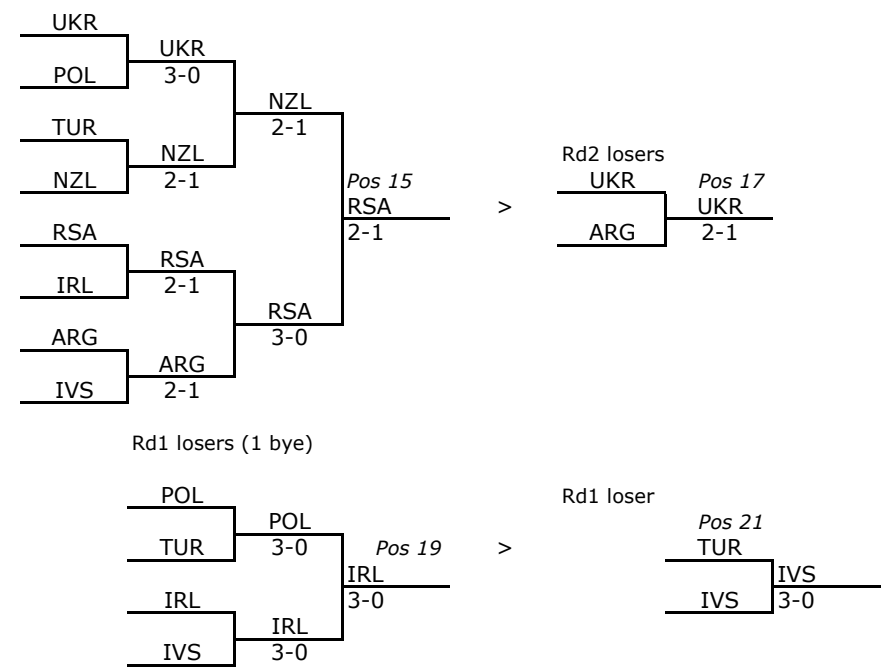 UKR
UKR
POL
3-0
NZL
TUR
2-1
NZL
NZL
2-1
Pos 15
RSA
RSA
2-1
RSA
IRL
2-1
RSA
ARG
3-0
ARG
IVS
2-1
>
Rd2 losers
UKR
Pos 17
UKR
ARG
2-1
Rd1 losers (1 bye)
POL
POL
TUR
3-0
Pos 19
IRL
IRL
3-0
IRL
IVS
3-0
>
Rd1 loser
Pos 21
TUR
IVS
IVS
3-0